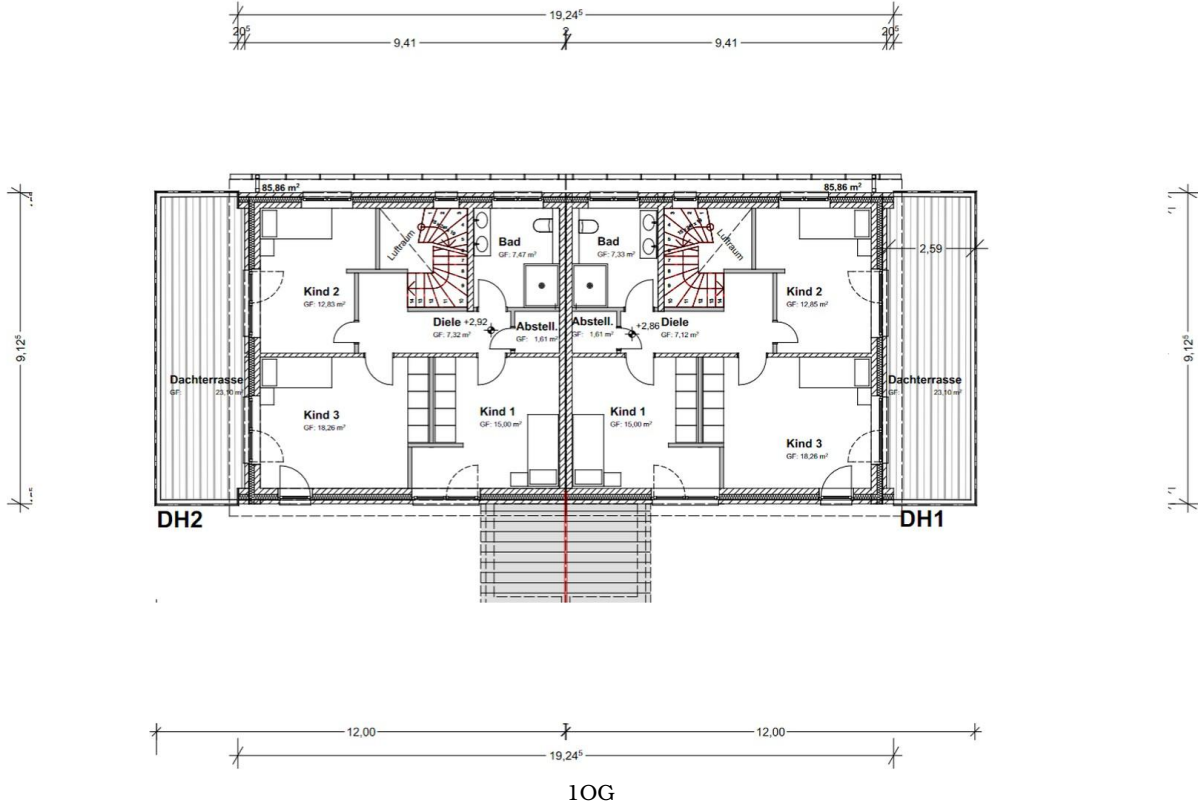 19,24⁵
20⁵ 2 20⁵
9,41 9,41
85,86 m² 85,86 m²
Luftraum Luftraum
Bad Bad
GF: 7,47 m² GF: 7,33 m²
2,59
Kind 2 Kind 2
GF: 12,83 m² GF: 12,85 m²
Diele +2,92 Abstell. Abstell. +2,86 Diele
GF: 7,32 m² GF: 1,61 m² GF: 1,61 m² GF: 7,12 m²
9,12⁵ 9,12⁵
Dachterrasse Dachterrasse
GF: 23,10 m² GF: 23,10 m²
Kind 3 Kind 1 Kind 1
GF: 18,26 m² GF: 15,00 m² GF: 15,00 m²
Kind 3
GF: 18,26 m²
DH2 DH1
12,00 12,00
19,24⁵
1OG